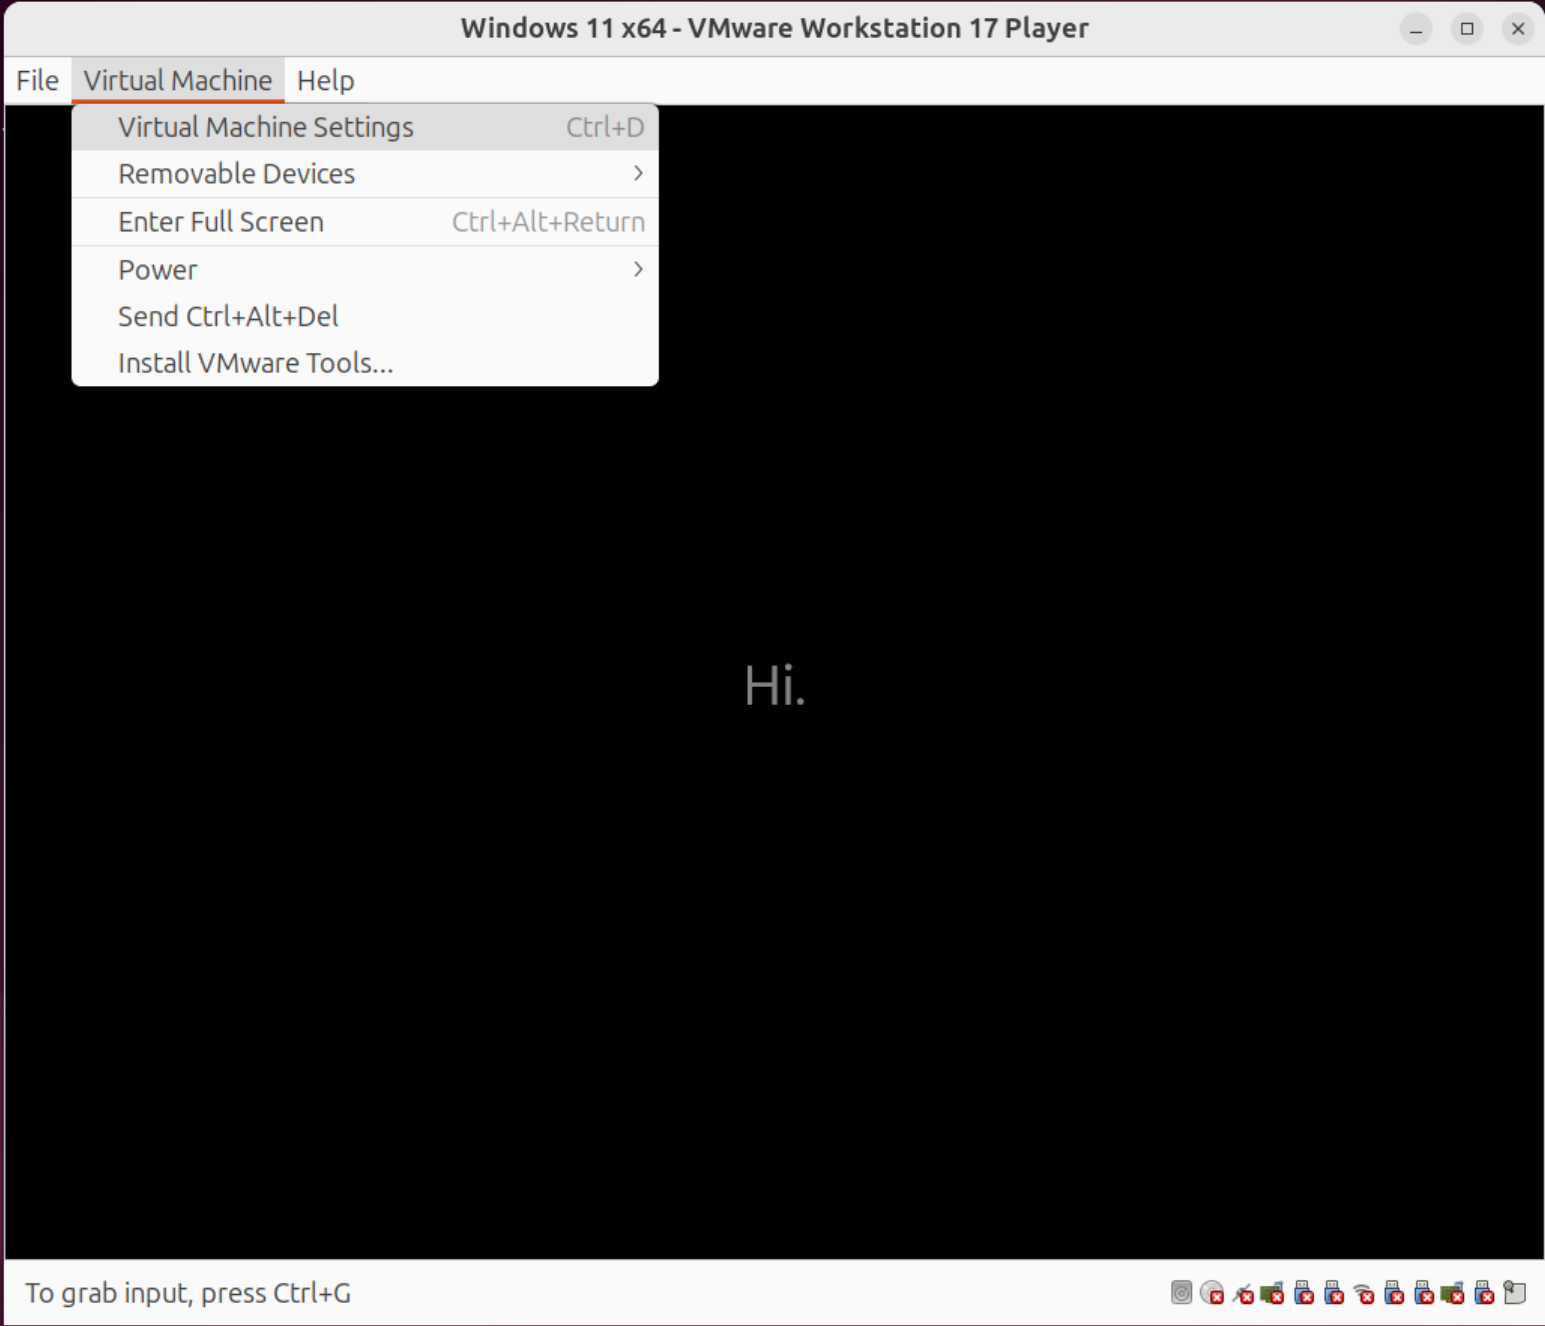 Windows 11 x64 - VMware Workstation 17 Player
File Virtual Machine Help
Virtual Machine Settings Ctrl+D
Removable Devices
Enter Full Screen Ctrl+Alt+Return
Power
Send Ctrl+Alt+Del
Install VMware Tools...
Hi.
To grab input, press Ctrl+G